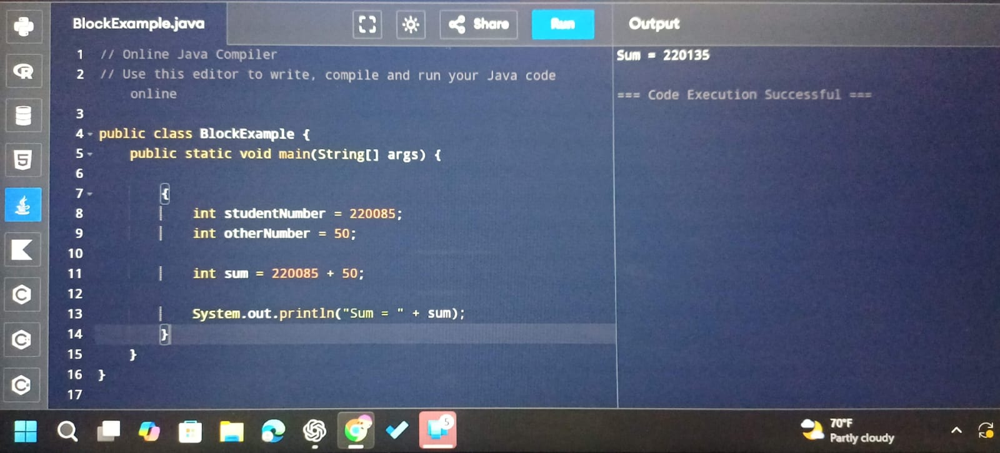 BlockExample.java
Share
Run
Output
1 // Online Java Compiler
2 // Use this editor to write, compile and run your Java code
online
3
4 public class BlockExample {
5 public static void main(String[] args) {
6
7 {
8 int studentNumber = 220085;
9 int otherNumber = 50;
10
11 int sum = 220085 + 50;
12
13 System.out.println("Sum = " + sum);
14 }
15 }
16 }
17
Sum = 220135
=== Code Execution Successful ===
5
70°F
Partly cloudy